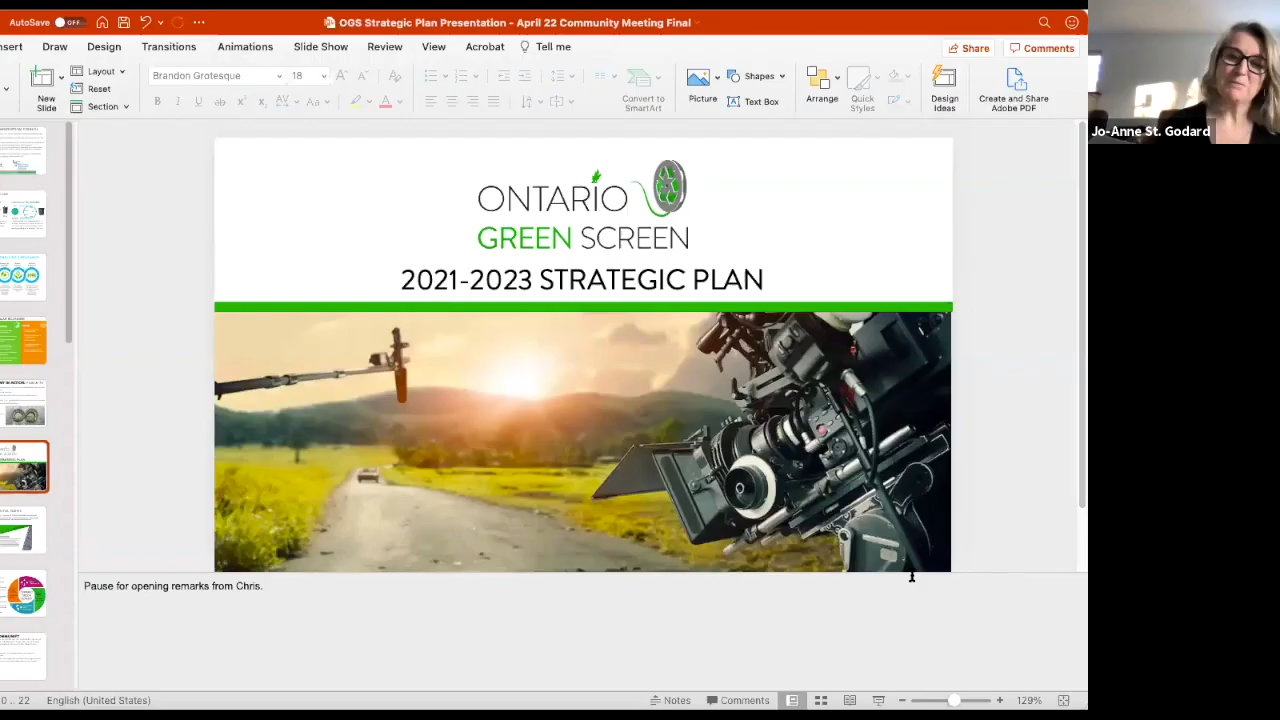 AutoSave OFF
OGS Strategic Plan Presentation - April 22 Community Meeting Final
nsert Draw Design Transitions Animations Slide Show Review View Acrobat Tell me
Share Comments
New Slide
Layout
Reset
Section
Brandon Grotesque 18
Convert to SmartArt
Picture
Shapes
Text Box
Arrange
Quick Styles
Design Ideas
Create and Share Adobe PDF
Jo-Anne St. Godard
ONTARIO
GREEN SCREEN
2021-2023 STRATEGIC PLAN
Pause for opening remarks from Chris.
0 .. 22 English (United States) Notes Comments 129%